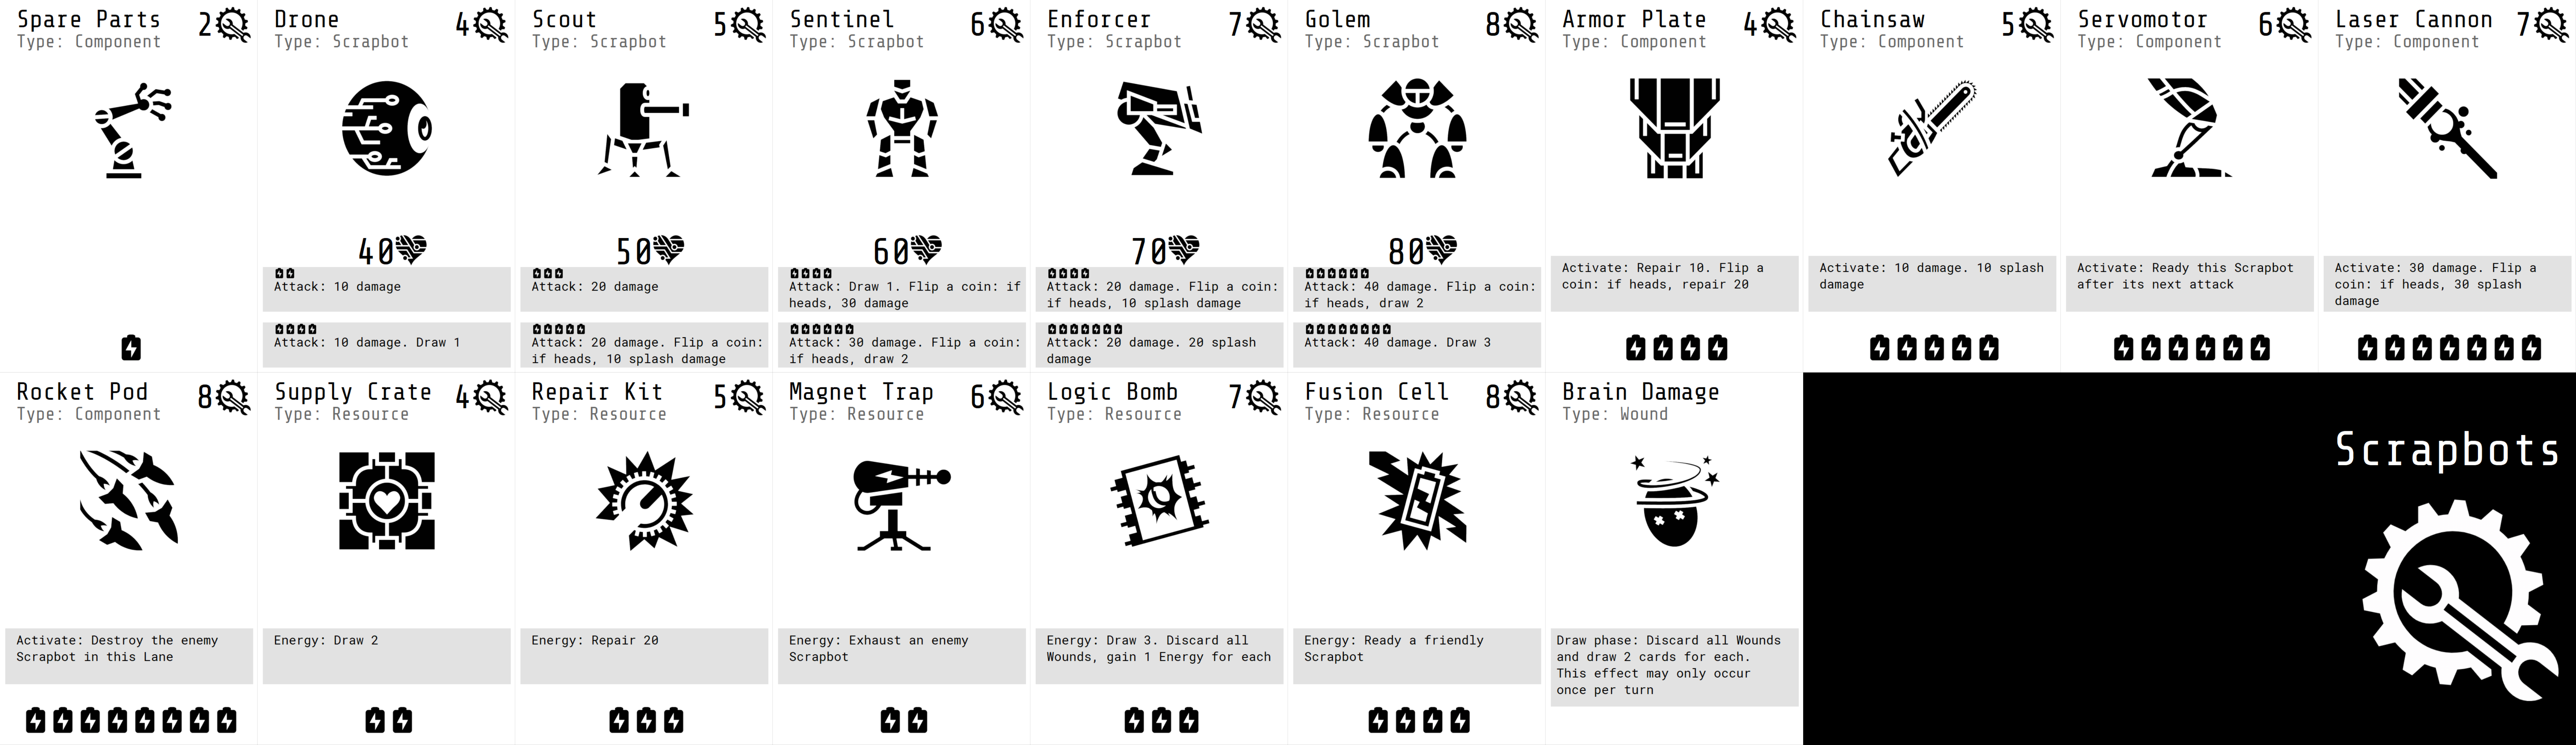 Spare Parts
2
Type: Component
Drone
4
Type: Scrapbot
40
Attack: 10 damage
Attack: 10 damage. Draw 1
Scout
5
Type: Scrapbot
50
Attack: 20 damage
Attack: 20 damage. Flip a coin:
if heads, 10 splash damage
Sentinel
6
Type: Scrapbot
60
Attack: Draw 1. Flip a coin: if
heads, 30 damage
Attack: 30 damage. Flip a coin:
if heads, draw 2
Enforcer
7
Type: Scrapbot
70
Attack: 20 damage. Flip a coin:
if heads, 10 splash damage
Attack: 20 damage. 20 splash
damage
Golem
8
Type: Scrapbot
80
Attack: 40 damage. Flip a coin:
if heads, draw 2
Attack: 40 damage. Draw 3
Armor Plate
4
Type: Component
Activate: Repair 10. Flip a
coin: if heads, repair 20
Chainsaw
5
Type: Component
Activate: 10 damage. 10 splash
damage
Servomotor
6
Type: Component
Activate: Ready this Scrapbot
after its next attack
Laser Cannon
7
Type: Component
Activate: 30 damage. Flip a
coin: if heads, 30 splash
damage
Rocket Pod
8
Type: Component
Activate: Destroy the enemy
Scrapbot in this Lane
Supply Crate
4
Type: Resource
Energy: Draw 2
Repair Kit
5
Type: Resource
Energy: Repair 20
Magnet Trap
6
Type: Resource
Energy: Exhaust an enemy
Scrapbot
Logic Bomb
7
Type: Resource
Energy: Draw 3. Discard all
Wounds, gain 1 Energy for each
Fusion Cell
8
Type: Resource
Energy: Ready a friendly
Scrapbot
Brain Damage
Type: Wound
Draw phase: Discard all Wounds
and draw 2 cards for each.
This effect may only occur
once per turn
Scrapbots